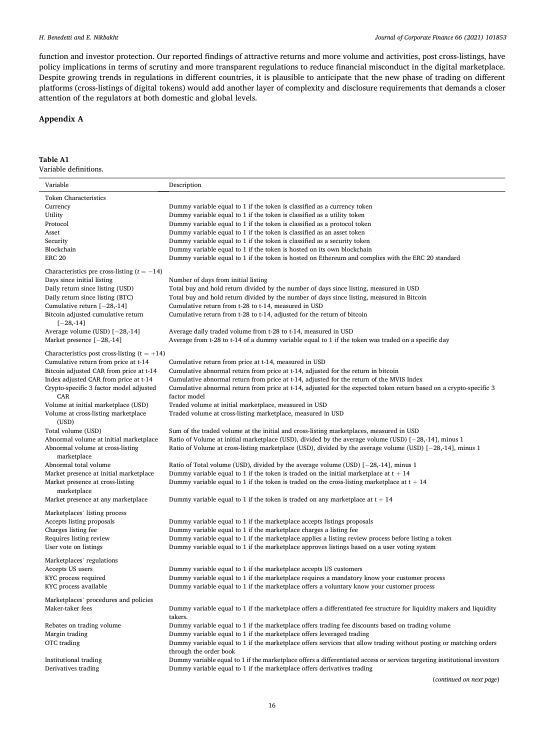 H. Benedetti and E. Nikbakht
Journal of Corporate Finance 66 (2021) 101853
function and investor protection. Our reported findings of attractive returns and more volume and activities, post cross-listings, have
policy implications in terms of scrutiny and more transparent regulations to reduce financial misconduct in the digital marketplace.
Despite growing trends in regulations in different countries, it is plausible to anticipate that the new phase of trading on different
platforms (cross-listings of digital tokens) would add another layer of complexity and disclosure requirements that demands a closer
attention of the regulators at both domestic and global levels.
Appendix A
Table A1
Variable definitions.
Variable Description
Token Characteristics
Currency Dummy variable equal to 1 if the token is classified as a currency token
Utility Dummy variable equal to 1 if the token is classified as a utility token
Protocol Dummy variable equal to 1 if the token is classified as a protocol token
Asset Dummy variable equal to 1 if the token is classified as an asset token
Security Dummy variable equal to 1 if the token is classified as a security token
Blockchain Dummy variable equal to 1 if the token is hosted on its own blockchain
ERC 20 Dummy variable equal to 1 if the token is hosted on Ethereum and complies with the ERC 20 standard
Characteristics pre cross-listing (t = −14)
Days since initial listing Number of days from initial listing
Daily return since listing (USD) Total buy and hold return divided by the number of days since listing, measured in USD
Daily return since listing (BTC) Total buy and hold return divided by the number of days since listing, measured in Bitcoin
Cumulative return [−28,-14] Cumulative return from t-28 to t-14, measured in USD
Bitcoin adjusted cumulative return Cumulative return from t-28 to t-14, adjusted for the return of bitcoin
[−28,-14]
Average volume (USD) [−28,-14] Average daily traded volume from t-28 to t-14, measured in USD
Market presence [−28,-14] Average from t-28 to t-14 of a dummy variable equal to 1 if the token was traded on a specific day
Characteristics post cross-listing (t = +14)
Cumulative return from price at t-14 Cumulative return from price at t-14, measured in USD
Bitcoin adjusted CAR from price at t-14 Cumulative abnormal return from price at t-14, adjusted for the return in bitcoin
Index adjusted CAR from price at t-14 Cumulative abnormal return from price at t-14, adjusted for the return of the MVIS Index
Crypto-specific 3 factor model adjusted Cumulative abnormal return from price at t-14, adjusted for the expected token return based on a crypto-specific 3
CAR factor model
Volume at initial marketplace (USD) Traded volume at initial marketplace, measured in USD
Volume at cross-listing marketplace Traded volume at cross-listing marketplace, measured in USD
(USD)
Total volume (USD) Sum of the traded volume at the initial and cross-listing marketplaces, measured in USD
Abnormal volume at initial marketplace Ratio of Volume at initial marketplace (USD), divided by the average volume (USD) [−28,-14], minus 1
Abnormal volume at cross-listing Ratio of Volume at cross-listing marketplace (USD), divided by the average volume (USD) [−28,-14], minus 1
marketplace
Abnormal total volume Ratio of Total volume (USD), divided by the average volume (USD) [−28,-14], minus 1
Market presence at initial marketplace Dummy variable equal to 1 if the token is traded on the initial marketplace at t + 14
Market presence at cross-listing Dummy variable equal to 1 if the token is traded on the cross-listing marketplace at t + 14
marketplace
Market presence at any marketplace Dummy variable equal to 1 if the token is traded on any marketplace at t + 14
Marketplaces' listing process
Accepts listing proposals Dummy variable equal to 1 if the marketplace accepts listings proposals
Charges listing fee Dummy variable equal to 1 if the marketplace charges a listing fee
Requires listing review Dummy variable equal to 1 if the marketplace applies a listing review process before listing a token
User vote on listings Dummy variable equal to 1 if the marketplace approves listings based on a user voting system
Marketplaces' regulations
Accepts US users Dummy variable equal to 1 if the marketplace accepts US customers
KYC process required Dummy variable equal to 1 if the marketplace requires a mandatory know your customer process
KYC process available Dummy variable equal to 1 if the marketplace offers a voluntary know your customer process
Marketplaces' procedures and policies
Maker-taker fees Dummy variable equal to 1 if the marketplace offers a differentiated fee structure for liquidity makers and liquidity
takers.
Rebates on trading volume Dummy variable equal to 1 if the marketplace offers trading fee discounts based on trading volume
Margin trading Dummy variable equal to 1 if the marketplace offers leveraged trading
OTC trading Dummy variable equal to 1 if the marketplace offers services that allow trading without posting or matching orders
through the order book
Institutional trading Dummy variable equal to 1 if the marketplace offers a differentiated access or services targeting institutional investors
Derivatives trading Dummy variable equal to 1 if the marketplace offers derivatives trading
(continued on next page)
16